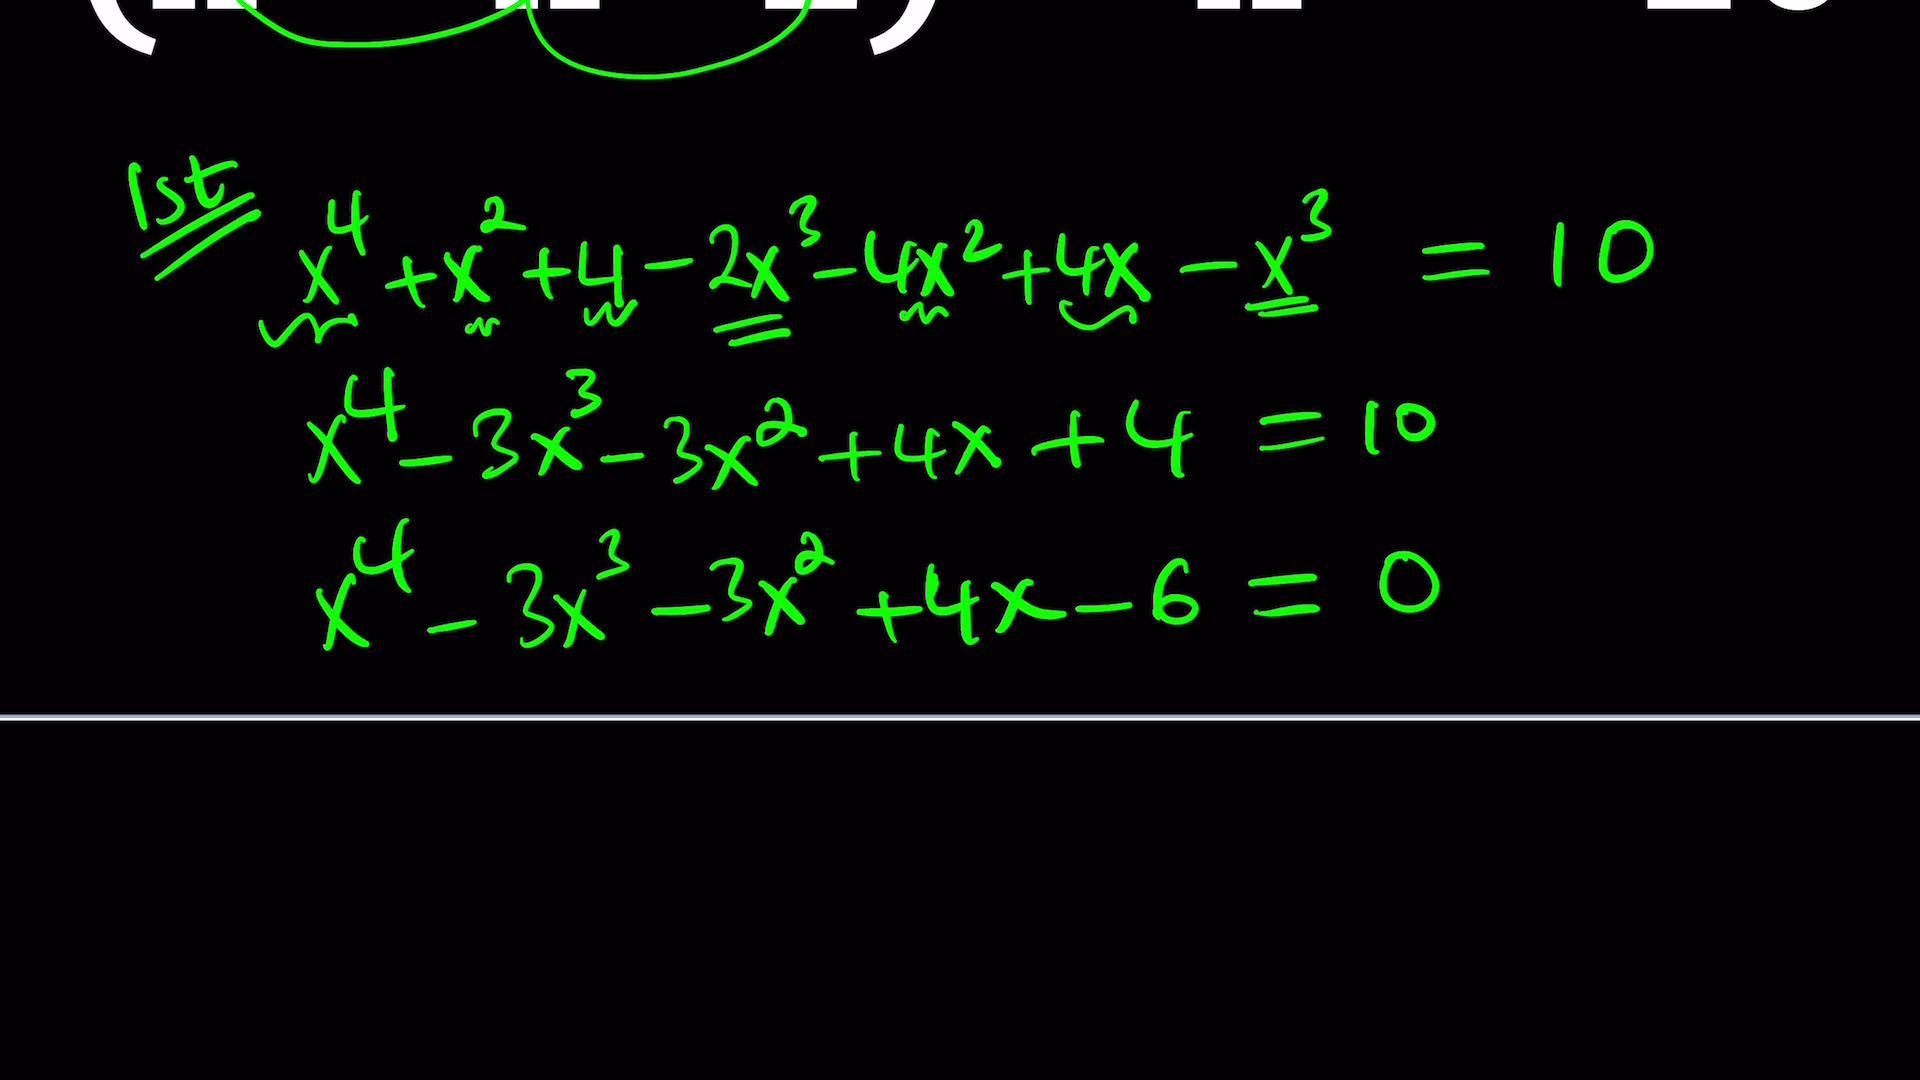 1st x⁴ + x² + 4 - 2x³ - 4x² + 4x - x³ = 10
x⁴ - 3x³ - 3x² + 4x + 4 = 10
x⁴ - 3x³ - 3x² + 4x - 6 = 0